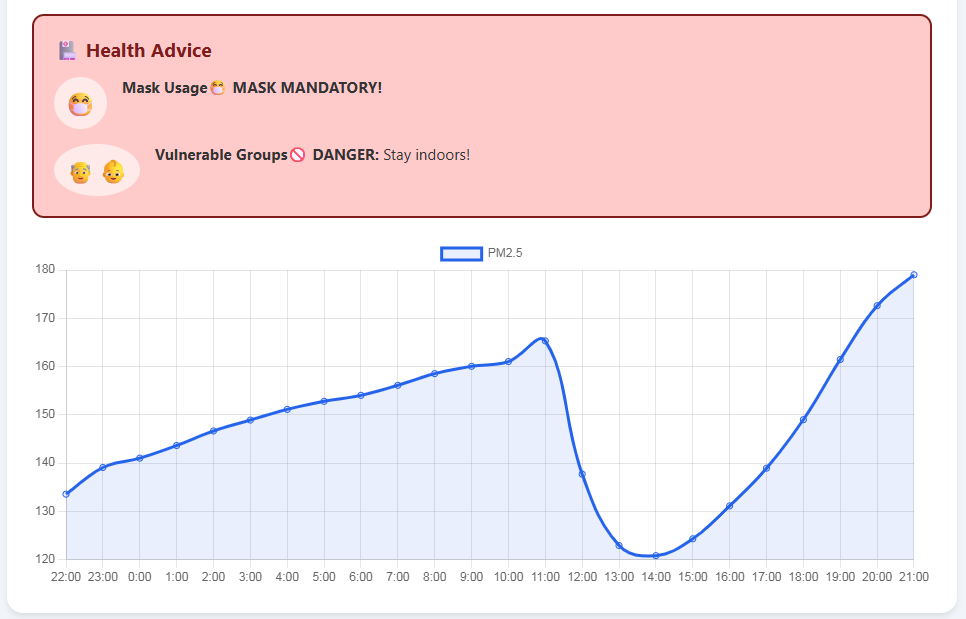 Health Advice
Mask Usage😷 MASK MANDATORY!
Vulnerable Groups🚫 DANGER: Stay indoors!
PM2.5
180
170
160
150
140
130
120
22:00 23:00 0:00 1:00 2:00 3:00 4:00 5:00 6:00 7:00 8:00 9:00 10:00 11:00 12:00 13:00 14:00 15:00 16:00 17:00 18:00 19:00 20:00 21:00